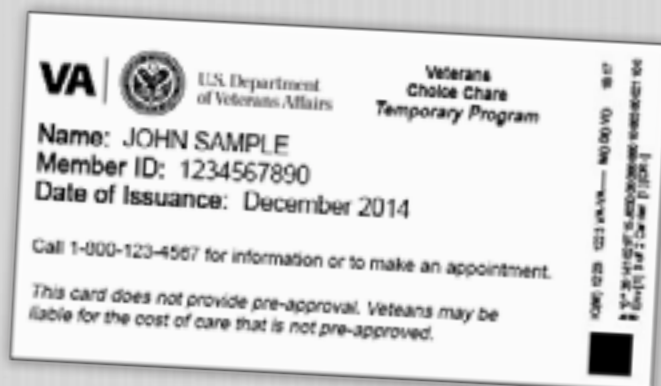 VA
U.S. Department
of Veterans Affairs
Veterans
Choice Chare
Temporary Program
Name: JOHN SAMPLE
Member ID: 1234567890
Date of Issuance: December 2014
Call 1-800-123-4567 for information or to make an appointment.
This card does not provide pre-approval. Veteans may be
liable for the cost of care that is not pre-approved.